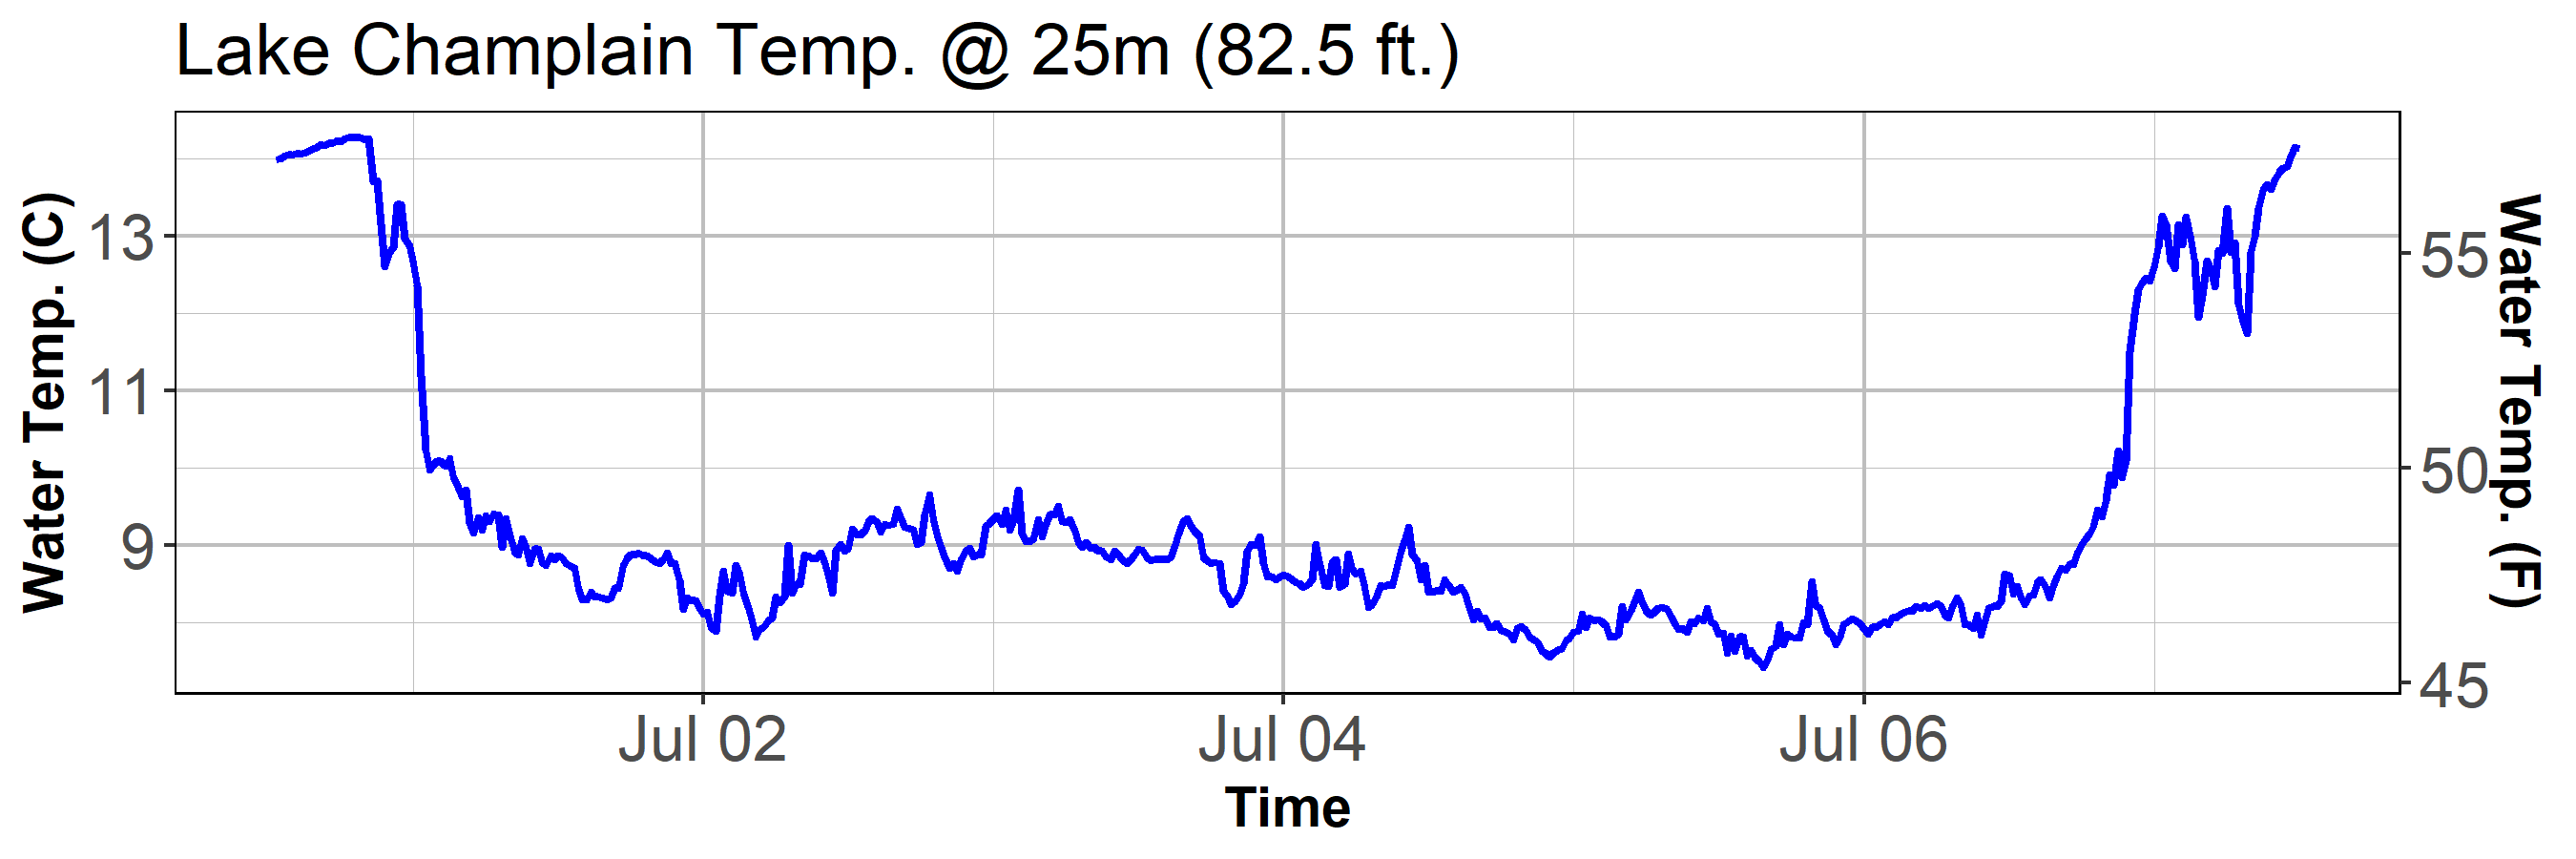 Lake Champlain Temp. @ 25m (82.5 ft.)
Water Temp. (C)
13
11
9
55
50
45
Water Temp. (F)
Jul 02
Jul 04
Jul 06
Time